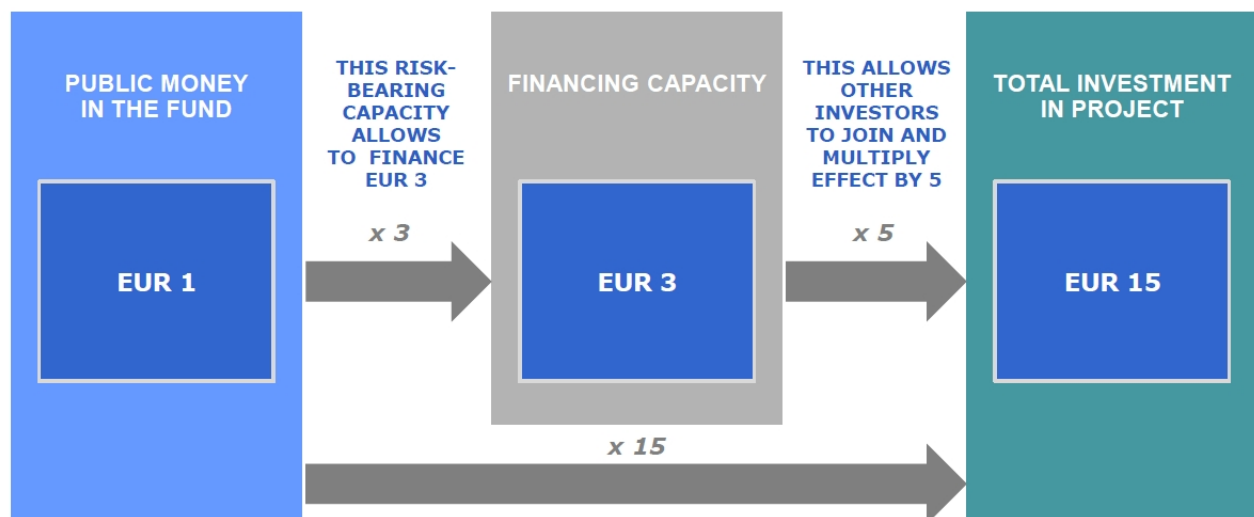 PUBLIC MONEY
IN THE FUND
EUR 1
THIS RISK-
BEARING
CAPACITY
ALLOWS
TO FINANCE
EUR 3
x 3
FINANCING CAPACITY
EUR 3
THIS ALLOWS
OTHER
INVESTORS
TO JOIN AND
MULTIPLY
EFFECT BY 5
x 5
TOTAL INVESTMENT
IN PROJECT
EUR 15
x 15